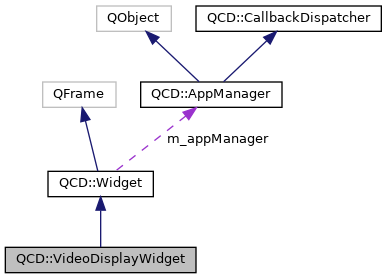 QObject
QCD::CallbackDispatcher
QFrame
QCD::AppManager
m_appManager
QCD::Widget
QCD::VideoDisplayWidget